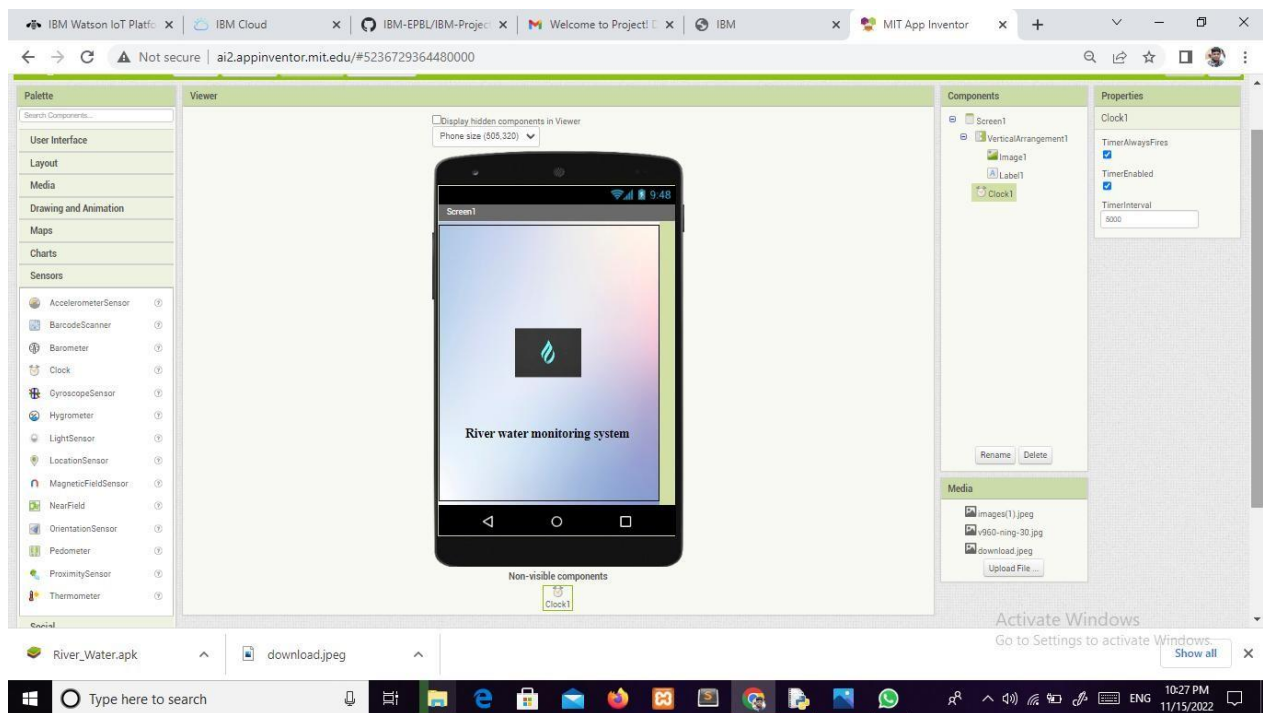 IBM Watson IoT Platfo
IBM Cloud
IBM-EPBL/IBM-Project
Welcome to Project! D
IBM
MIT App Inventor
Not secure
ai2.appinventor.mit.edu/#5236729364480000
Palette
Search Components...
User Interface
Layout
Media
Drawing and Animation
Maps
Charts
Sensors
AccelerometerSensor
BarcodeScanner
Barometer
Clock
GyroscopeSensor
Hygrometer
LightSensor
LocationSensor
MagneticFieldSensor
NearField
OrientationSensor
Pedometer
ProximitySensor
Thermometer
Social
Viewer
Display hidden components in Viewer
Phone size (505,320)
9:48
Screen1
River water monitoring system
Non-visible components
Clock1
Components
Screen1
VerticalArrangement1
Image1
Label1
Clock1
Rename Delete
Media
images(1).jpeg
v960-ning-30.jpg
download.jpeg
Upload File ...
Properties
Clock1
TimerAlwaysFires
TimerEnabled
TimerInterval
5000
Activate Windows
Go to Settings to activate Windows.
River_Water.apk
download.jpeg
Show all
Type here to search
ENG
10:27 PM
11/15/2022